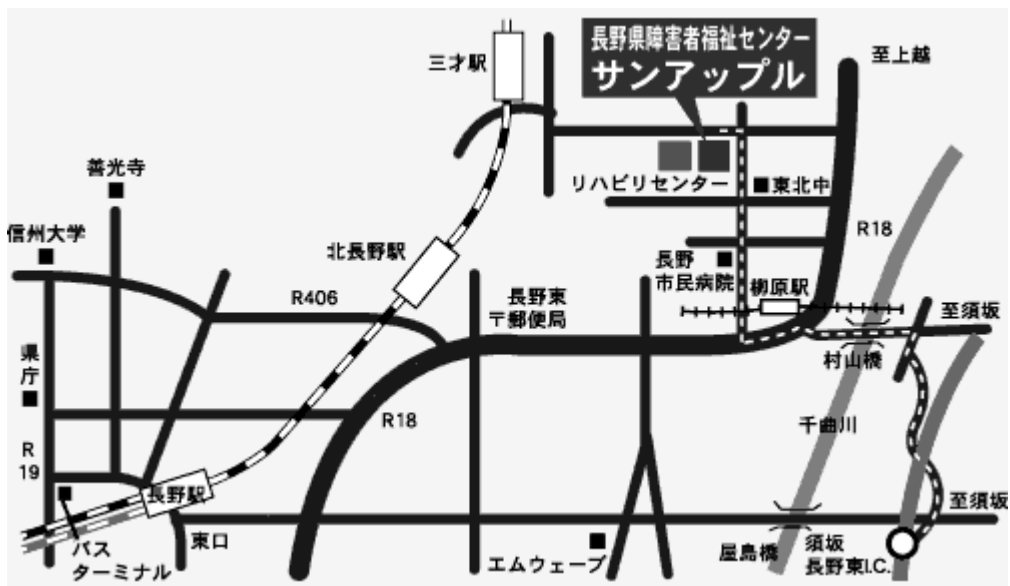 長野県障害者福祉センター
サンアップル
三才駅
至上越
善光寺
リハビリセンター
東北中
信州大学
R18
北長野駅
長野
市民病院
柳原駅
R406
長野東
〒郵便局
至須坂
県庁
村山橋
R18
千曲川
R
19
長野駅
至須坂
バス
ターミナル
東口
エムウェーブ
屋島橋
須坂
長野東I.C.